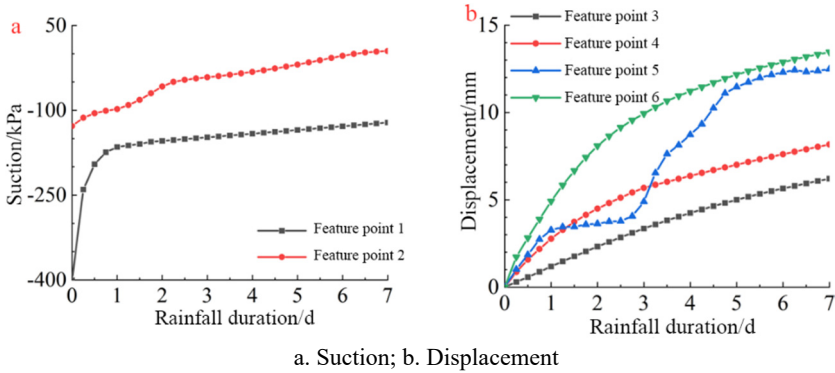 a
50
-100
-250
-400
Suction/kPa
Feature point 1
Feature point 2
0 1 2 3 4 5 6 7
Rainfall duration/d
b
15
10
5
0
Displacement/mm
Feature point 3
Feature point 4
Feature point 5
Feature point 6
0 1 2 3 4 5 6 7
Rainfall duration/d
a. Suction; b. Displacement